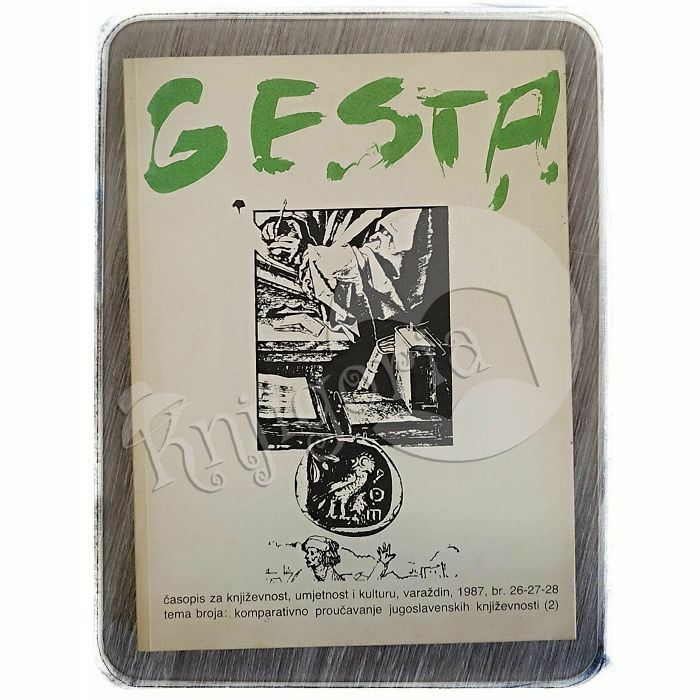 GESTA
Knjigoria
ΑΘΕ
časopis za književnost, umjetnost i kulturu, varaždin, 1987, br. 26-27-28
tema broja: komparativno proučavanje jugoslavenskih književnosti (2)